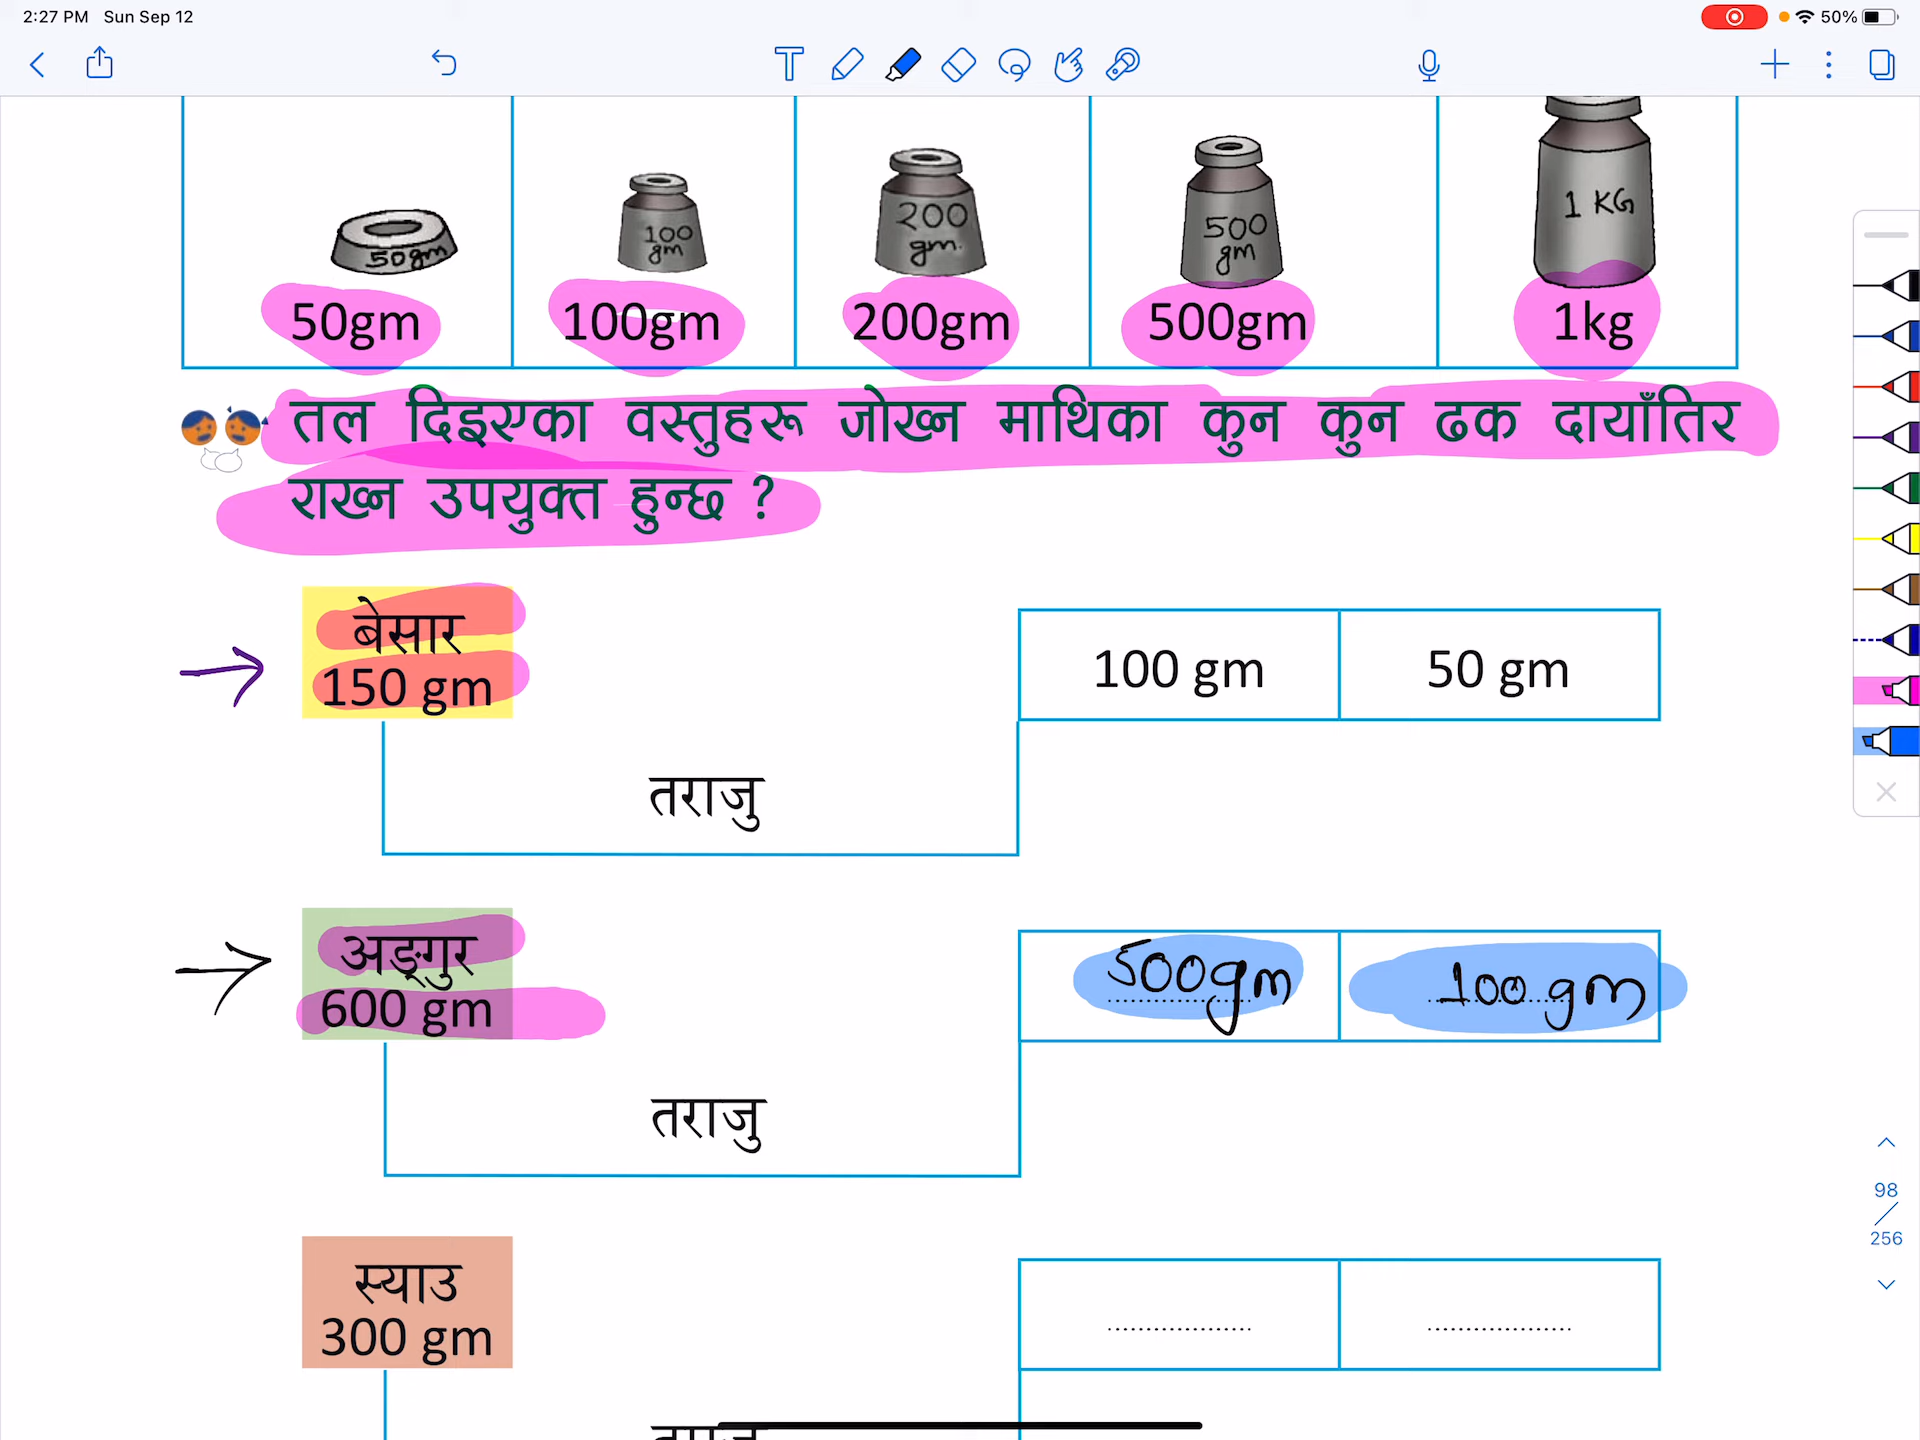 2:27 PM Sun Sep 12
50%
50gm
100
gm
200
gm.
500
gm
1 KG
50gm 100gm 200gm 500gm 1kg
तल दिइएका वस्तुहरू जोख्न माथिका कुन कुन ढक दायाँतिर
राख्न उपयुक्त हुन्छ ?
बेसार
150 gm
100 gm 50 gm
तराजु
अङ्गुर
600 gm
500gm 100 gm
तराजु
98
256
स्याउ
300 gm